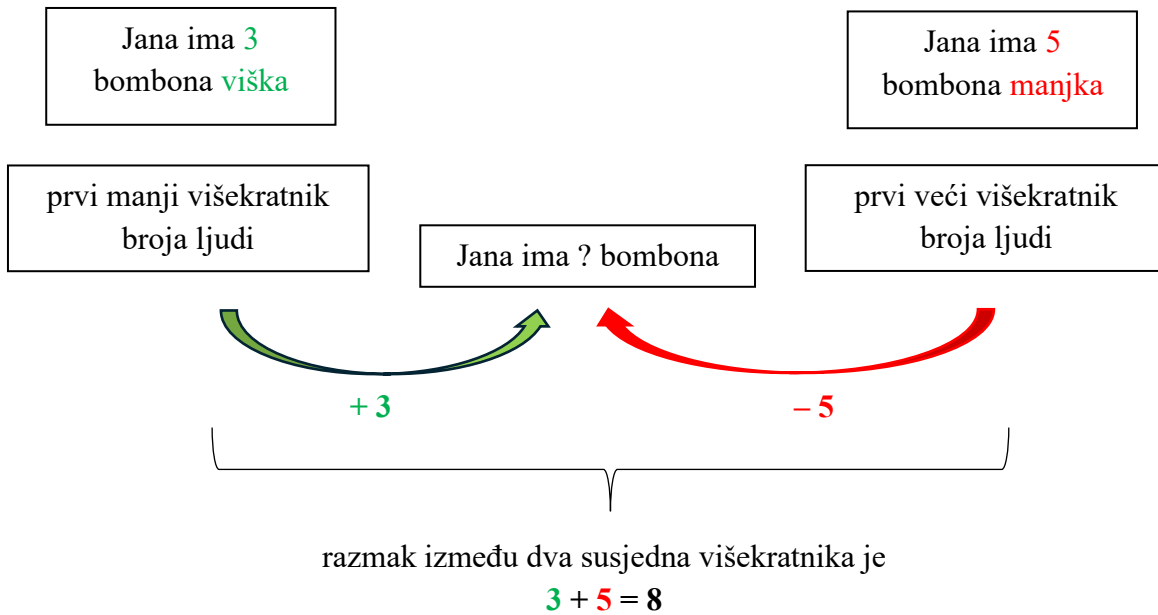 Jana ima 3
bombona viška
Jana ima 5
bombona manjka
prvi manji višekratnik
broja ljudi
prvi veći višekratnik
broja ljudi
Jana ima ? bombona
+ 3
– 5
razmak između dva susjedna višekratnika je
3 + 5 = 8